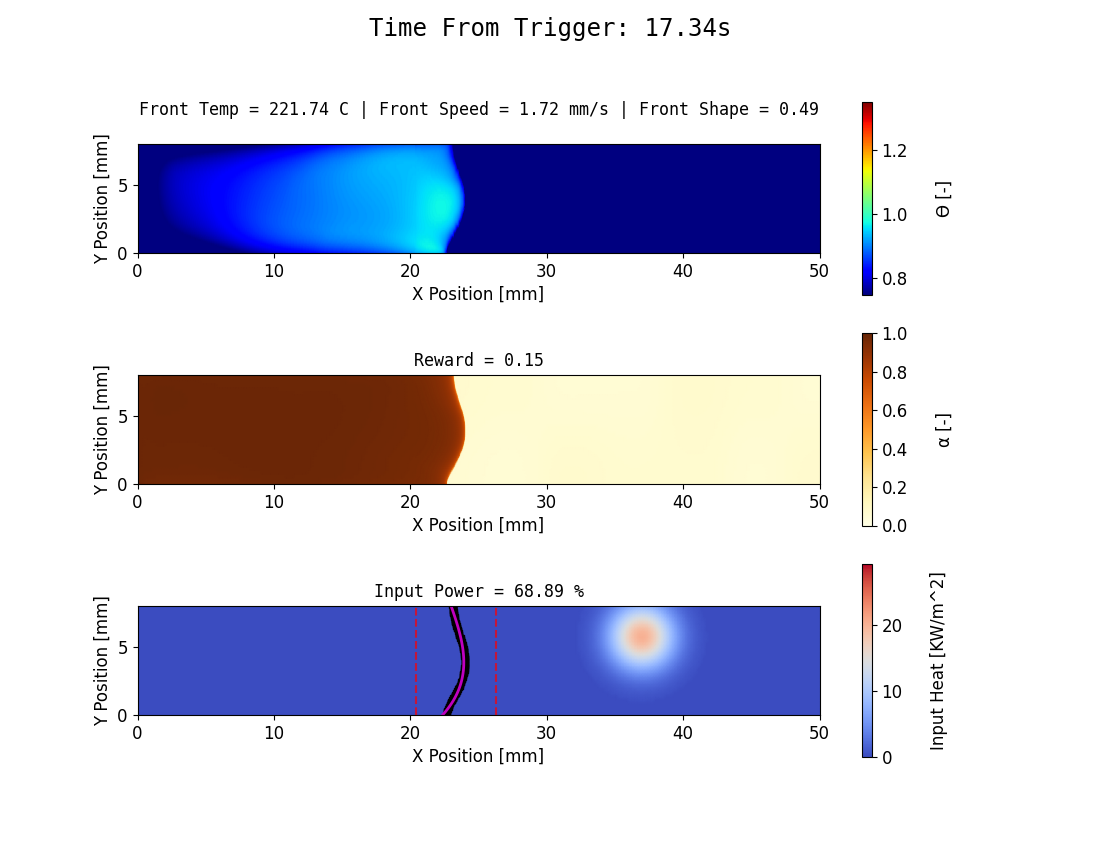 Time From Trigger: 17.34s
Front Temp = 221.74 C | Front Speed = 1.72 mm/s | Front Shape = 0.49
Y Position [mm]
5
0
0 10 20 30 40 50
X Position [mm]
1.2
1.0
0.8
Θ [-]
Reward = 0.15
Y Position [mm]
5
0
0 10 20 30 40 50
X Position [mm]
1.0
0.8
0.6
0.4
0.2
0.0
α [-]
Input Power = 68.89 %
Y Position [mm]
5
0
0 10 20 30 40 50
X Position [mm]
20
10
0
Input Heat [KW/m^2]